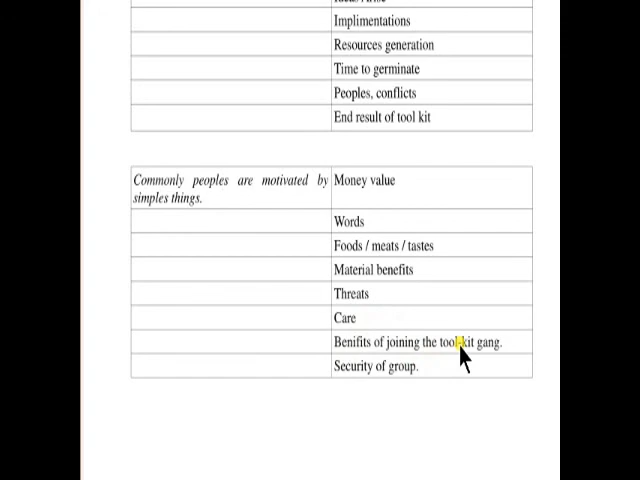 Implimentations
Resources generation
Time to germinate
Peoples, conflicts
End result of tool kit
Commonly peoples are motivated by Money value
simples things.
Words
Foods / meats / tastes
Material benefits
Threats
Care
Benifits of joining the tool-kit gang.
Security of group.